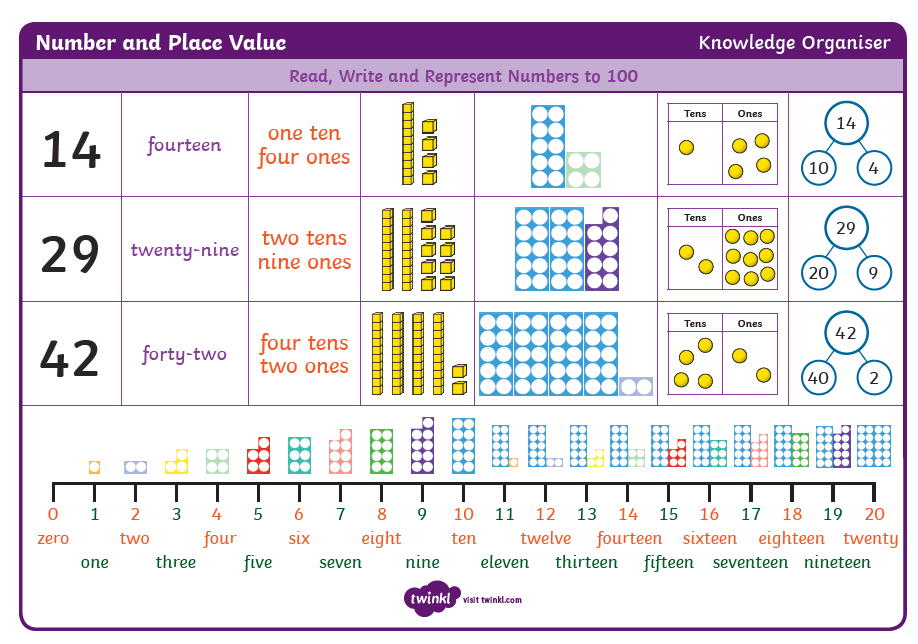 Number and Place Value
Knowledge Organiser
Read, Write and Represent Numbers to 100
14
fourteen
one ten
four ones
Tens Ones
14
10 4
29
twenty-nine
two tens
nine ones
Tens Ones
29
20 9
42
forty-two
four tens
two ones
Tens Ones
42
40 2
0 1 2 3 4 5 6 7 8 9 10 11 12 13 14 15 16 17 18 19 20
zero two four six eight ten twelve fourteen sixteen eighteen twenty
one three five seven nine eleven thirteen fifteen seventeen nineteen
twinkl visit twinkl.com